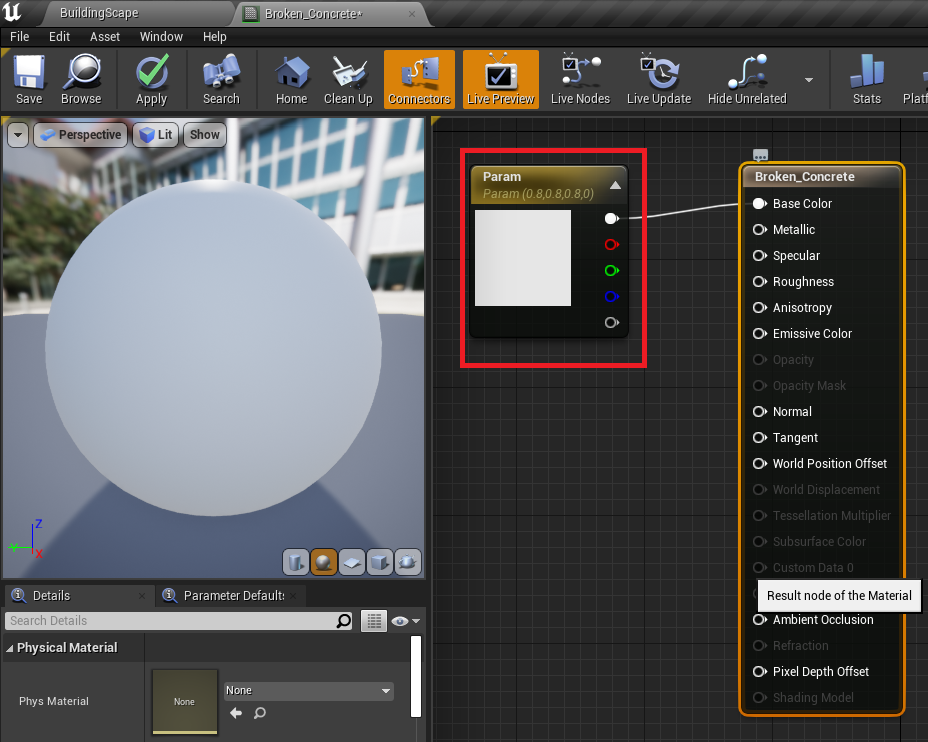 BuildingScape
Broken_Concrete*
File Edit Asset Window Help
Save Browse Apply Search Home Clean Up Connectors Live Preview Live Nodes Live Update Hide Unrelated Stats
Perspective Lit Show
Param
Param (0.8,0.8,0.8,0)
Broken_Concrete
Base Color
Metallic
Specular
Roughness
Anisotropy
Emissive Color
Opacity
Opacity Mask
Normal
Tangent
World Position Offset
World Displacement
Tessellation Multiplier
Subsurface Color
Custom Data 0
Result node of the Material
Ambient Occlusion
Refraction
Pixel Depth Offset
Shading Model
Z
Y
X
Details
Parameter Defaults
Search Details
Physical Material
Phys Material
None
None